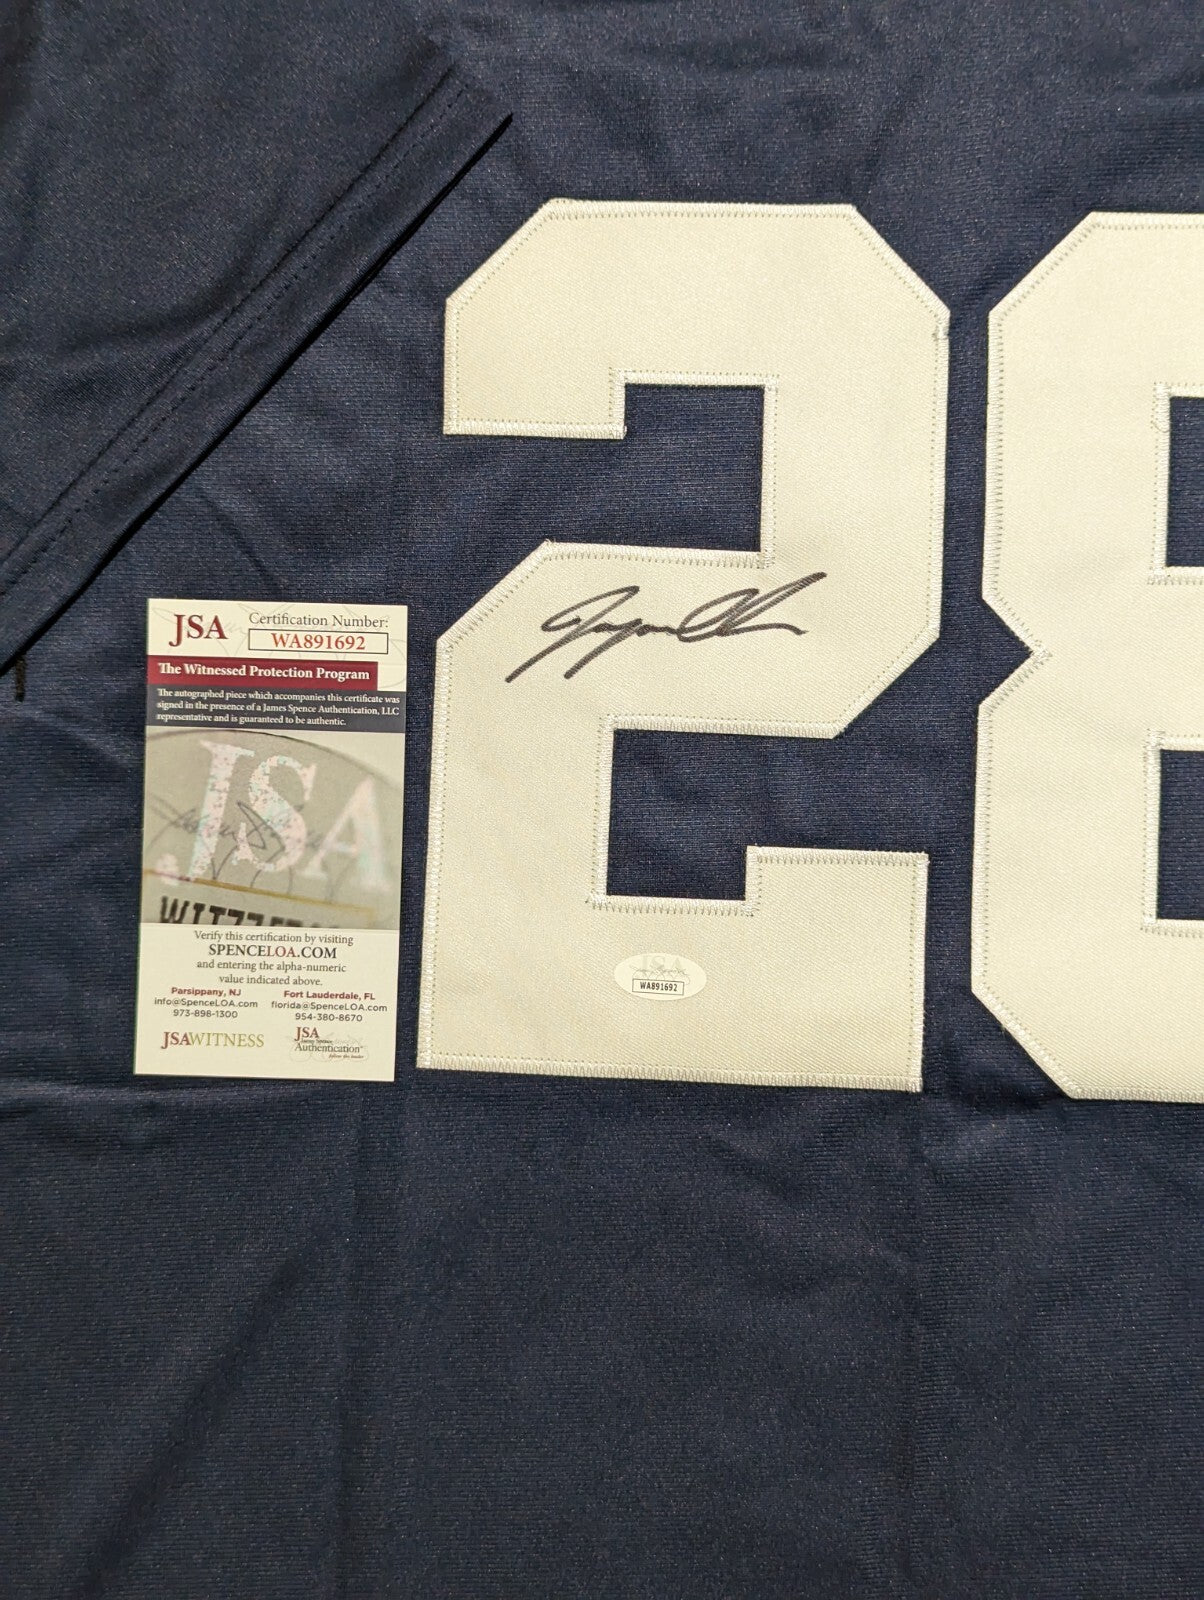 28
JSA
Certification Number:
WA891692
The Witnessed Protection Program
The autographed piece which accompanies this certificate was
signed in the presence of a James Spence Authentication, LLC
representative and is guaranteed to be authentic.
JSA
Verify this certification by visiting
SPENCELOA.COM
and entering the alpha-numeric
value indicated above.
Parsippany, NJ
info@SpenceLOA.com
973-898-1300
Fort Lauderdale, FL
florida@SpenceLOA.com
954-380-8670
JSAWITNESS
JSA
James Spence
Authentication
JSA
WA891692